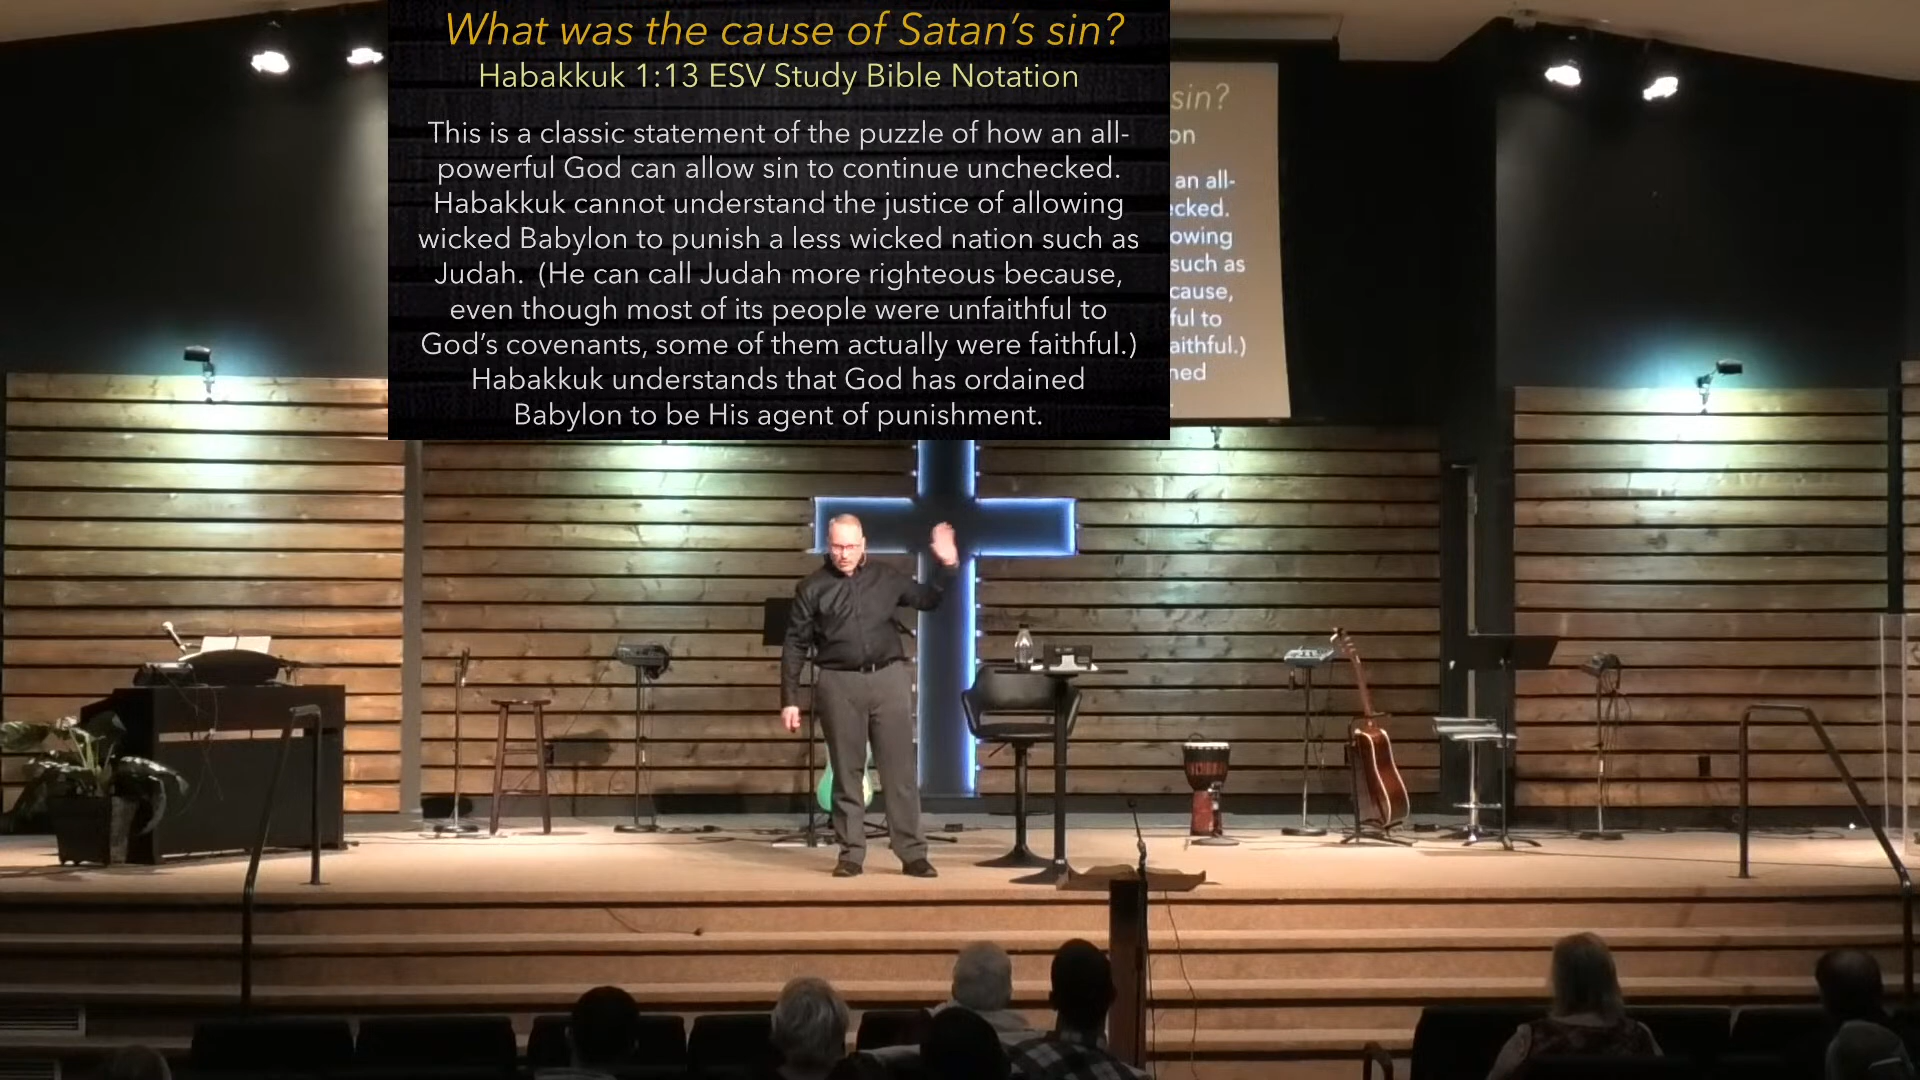 What was the cause of Satan's sin?
Habakkuk 1:13 ESV Study Bible Notation
This is a classic statement of the puzzle of how an all-
powerful God can allow sin to continue unchecked.
Habakkuk cannot understand the justice of allowing
wicked Babylon to punish a less wicked nation such as
Judah.  (He can call Judah more righteous because,
even though most of its people were unfaithful to
God's covenants, some of them actually were faithful.)
Habakkuk understands that God has ordained
Babylon to be His agent of punishment.
sin?
on
an all-
ecked.
owing
such as
cause,
ful to
aithful.)
ned